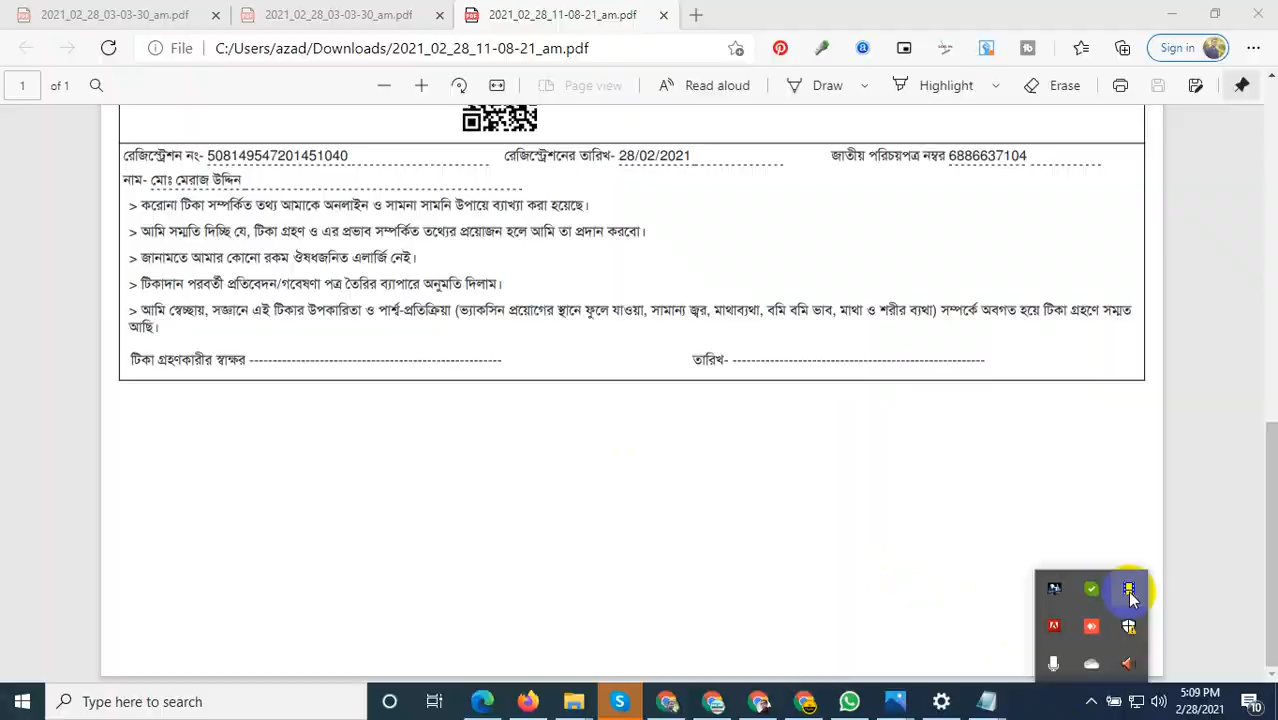 2021_02_28_03-03-30_am.pdf
2021_02_28_03-03-30_am.pdf
2021_02_28_11-08-21_am.pdf
File C:/Users/azad/Downloads/2021_02_28_11-08-21_am.pdf
Sign in
1 of 1
Page view
Read aloud
Draw
Highlight
Erase
রেজিস্ট্রেশন নং- 508149547201451040 রেজিস্ট্রেশনের তারিখ- 28/02/2021 জাতীয় পরিচয়পত্র নম্বর 6886637104
নাম- মোঃ মেরাজ উদ্দিন
> করোনা টিকা সম্পর্কিত তথ্য আমাকে অনলাইন ও সামনা সামনি উপায়ে ব্যাখ্যা করা হয়েছে।
> আমি সম্মতি দিচ্ছি যে, টিকা গ্রহণ ও এর প্রভাব সম্পর্কিত তথ্যের প্রয়োজন হলে আমি তা প্রদান করবো।
> জানামতে আমার কোনো রকম ঔষধজনিত এলার্জি নেই।
> টিকাদান পরবর্তী প্রতিবেদন/গবেষণা পত্র তৈরির ব্যাপারে অনুমতি দিলাম।
> আমি স্বেচ্ছায়, সজ্ঞানে এই টিকার উপকারিতা ও পার্শ্ব-প্রতিক্রিয়া (ভ্যাকসিন প্রয়োগের স্থানে ফুলে যাওয়া, সামান্য জ্বর, মাথাব্যথা, বমি বমি ভাব, মাথা ও শরীর ব্যথা) সম্পর্কে অবগত হয়ে টিকা গ্রহণে সম্মত
আছি।
টিকা গ্রহণকারীর স্বাক্ষর ------------------------------------------------------ তারিখ- ------------------------------------------------------
Type here to search
5:09 PM
2/28/2021